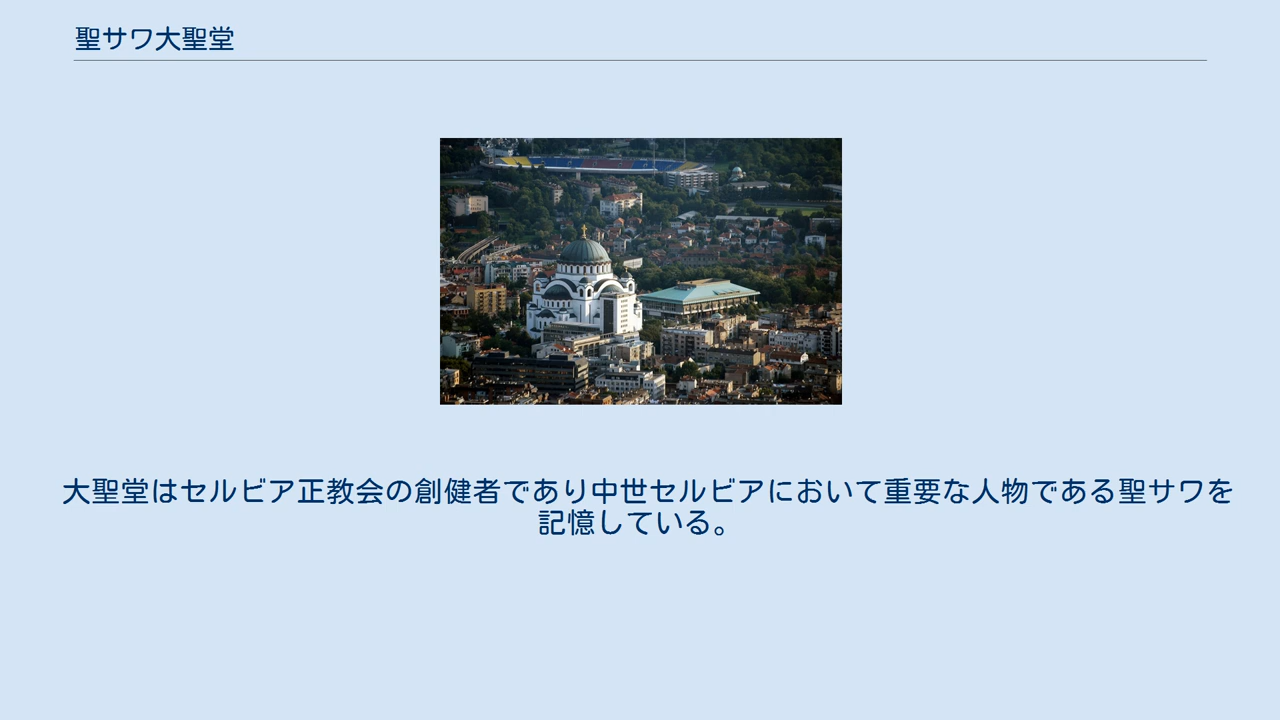 聖サワ大聖堂
大聖堂はセルビア正教会の創健者であり中世セルビアにおいて重要な人物である聖サワを
記憶している。